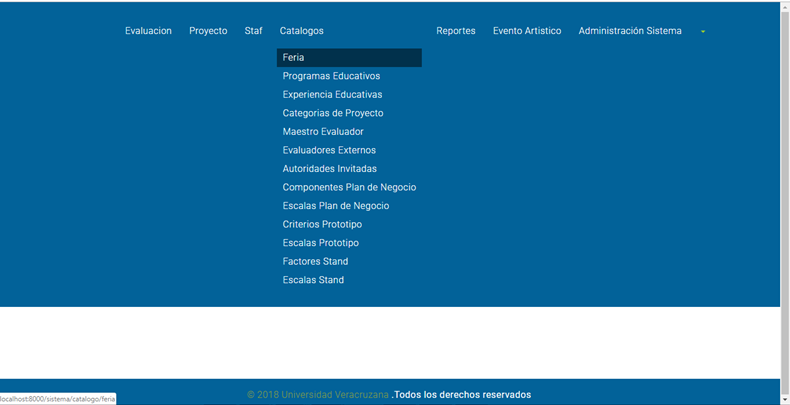 Evaluacion Proyecto Staf Catalogos Reportes Evento Artistico Administración Sistema
Feria
Programas Educativos
Experiencia Educativas
Categorias de Proyecto
Maestro Evaluador
Evaluadores Externos
Autoridades Invitadas
Componentes Plan de Negocio
Escalas Plan de Negocio
Criterios Prototipo
Escalas Prototipo
Factores Stand
Escalas Stand
© 2018 Universidad Veracruzana .Todos los derechos reservados
localhost:8000/sistema/catalogo/feria